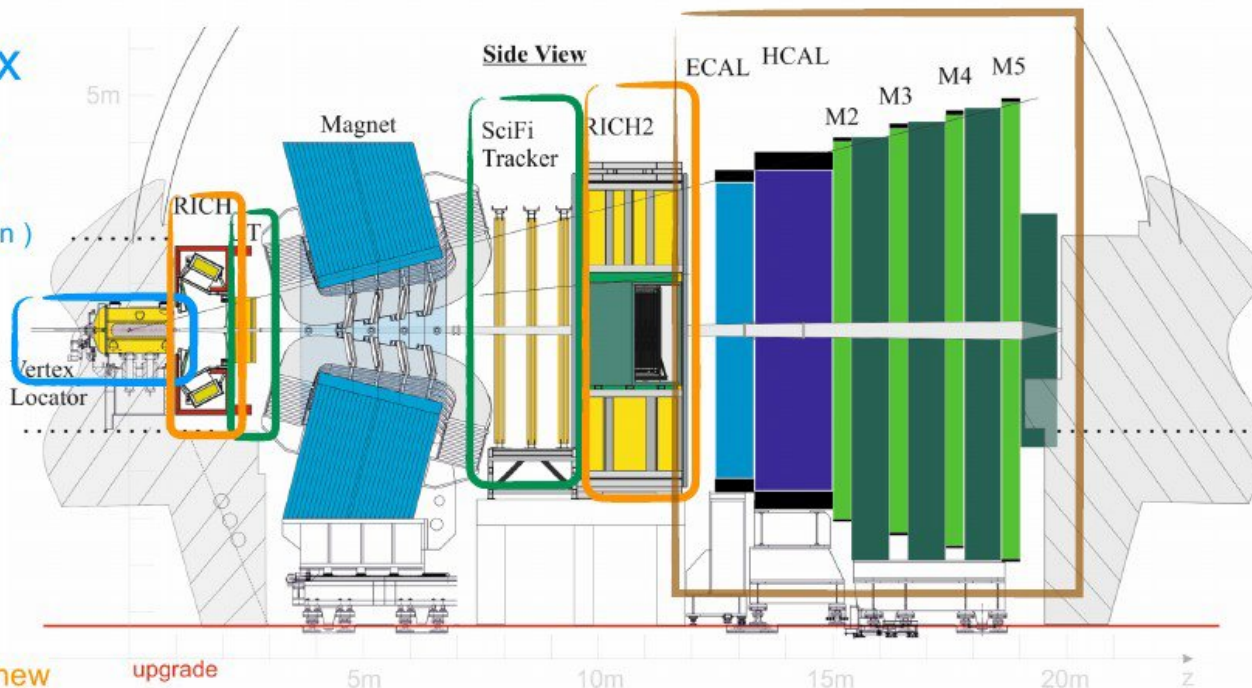 x
Side View
ECAL
HCAL
M5
M4
5m
M3
M2
Magnet
SciFi
Tracker
RICH2
RICH
T
n )
Vertex
Locator
new
upgrade
5m
10m
15m
20m
z